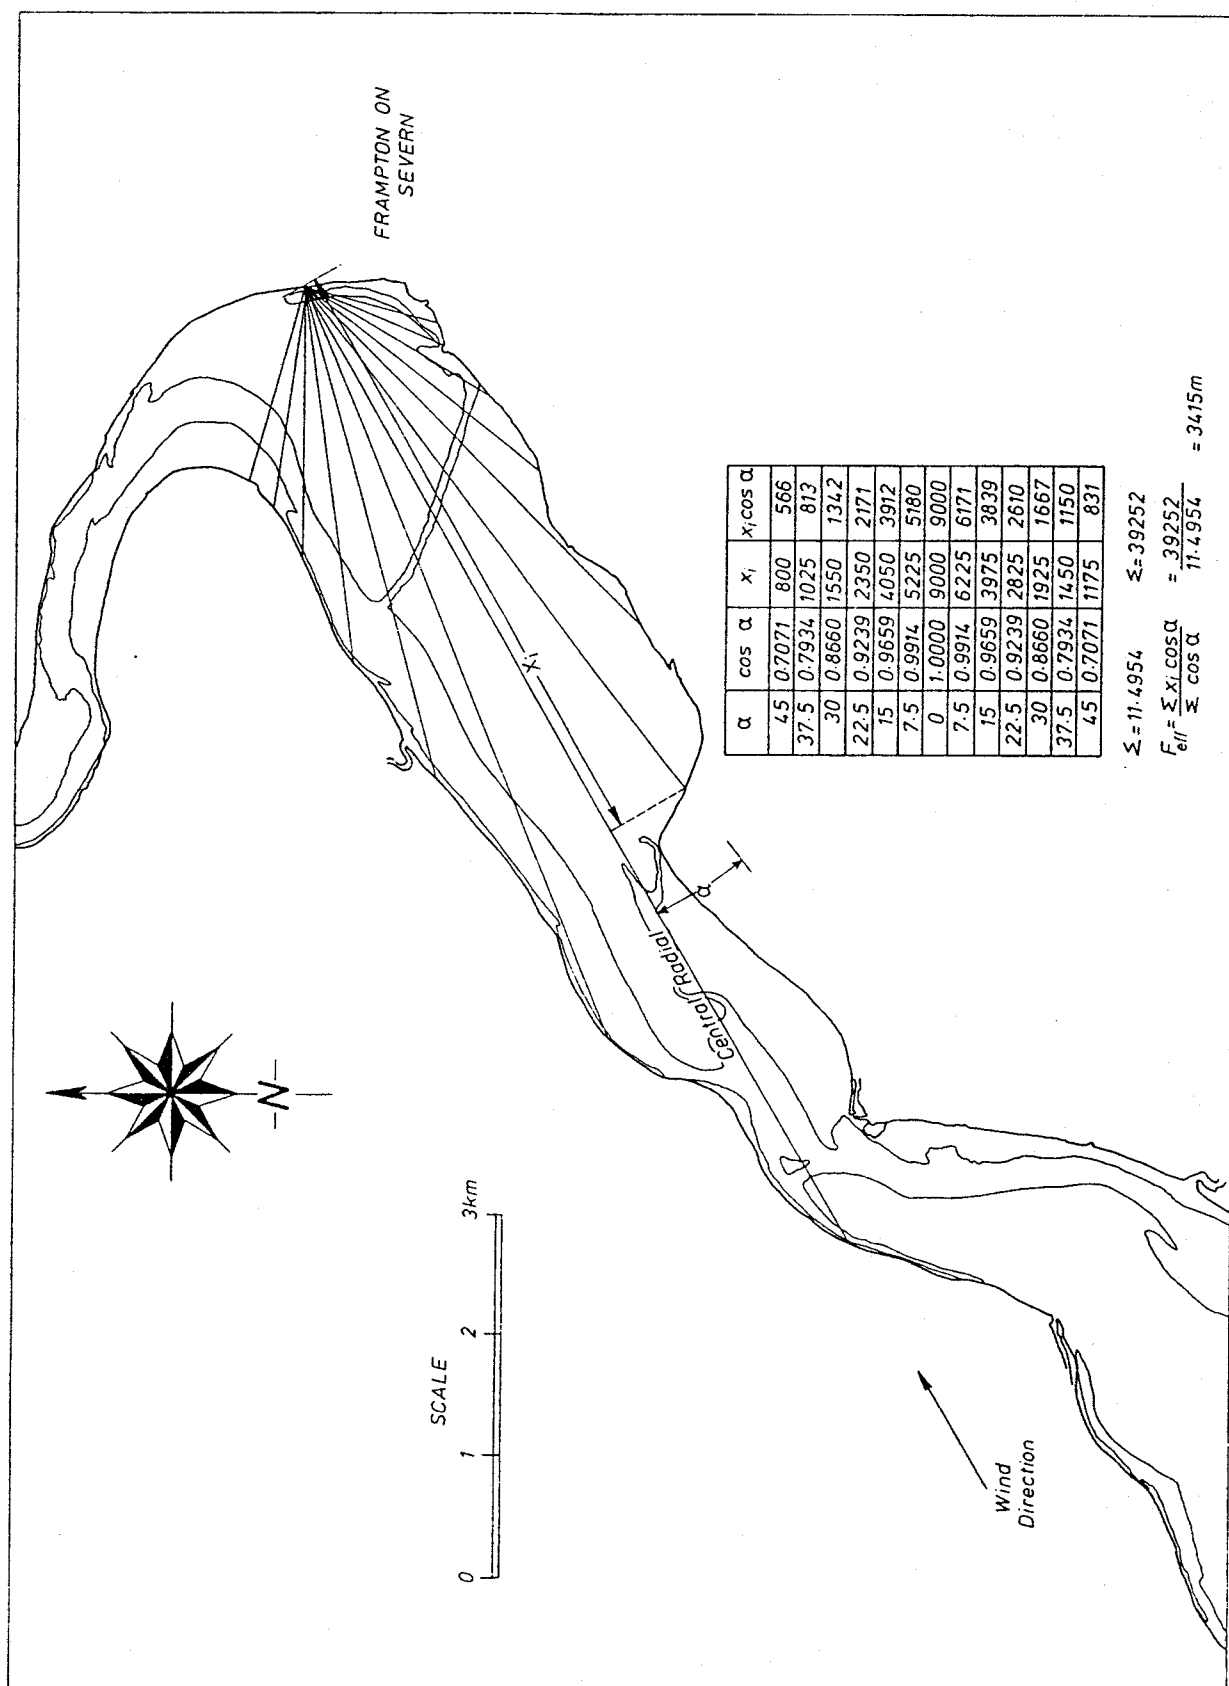 FRAMPTON ON
SEVERN
Xi
α
Central Radial
N
SCALE
0 1 2 3km
Wind
Direction
α cos α xi xi cos α
45 0.7071 800 566
37.5 0.7934 1025 813
30 0.8660 1550 1342
22.5 0.9239 2350 2171
15 0.9659 4050 3912
7.5 0.9914 5225 5180
0 1.0000 9000 9000
7.5 0.9914 6225 6171
15 0.9659 3975 3839
22.5 0.9239 2825 2610
30 0.8660 1925 1667
37.5 0.7934 1450 1150
45 0.7071 1175 831
Σ=11.4954 Σ=39252
Feff = Σ xi cos α / Σ cos α = 39252 / 11.4954 = 3415m